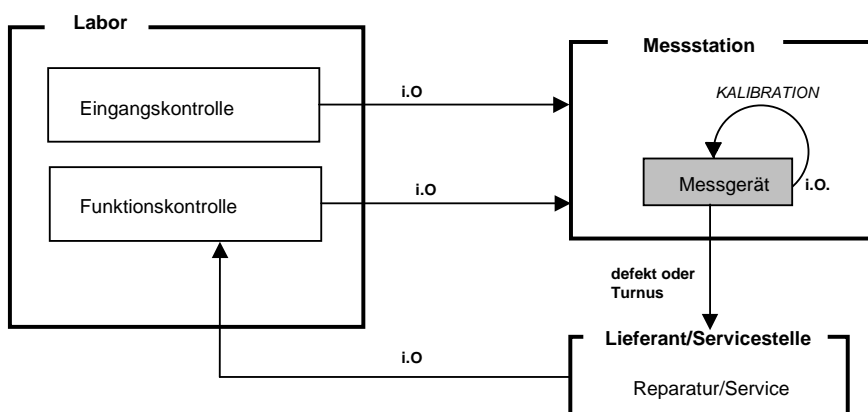 Labor
Eingangskontrolle
Funktionskontrolle
i.O
i.O
Messstation
KALIBRATION
Messgerät
i.O.
defekt oder
Turnus
Lieferant/Servicestelle
Reparatur/Service
i.O